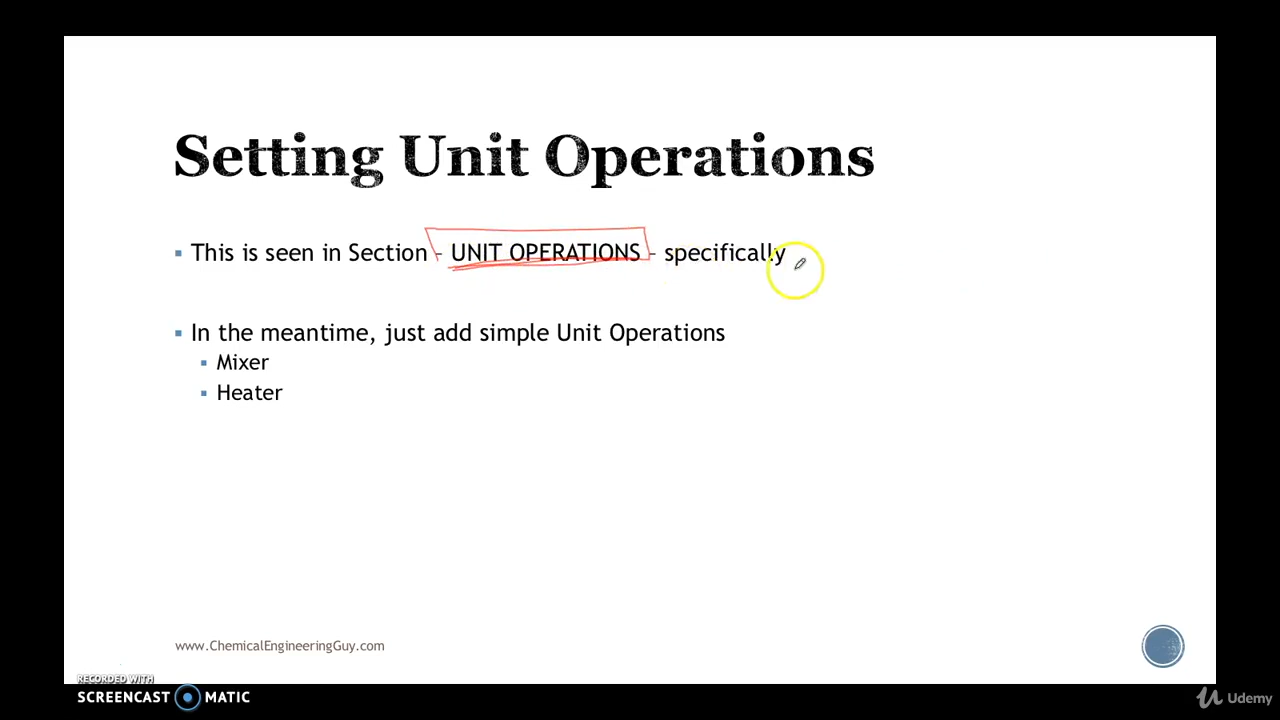 Setting Unit Operations
This is seen in Section – UNIT OPERATIONS – specifically
In the meantime, just add simple Unit Operations
Mixer
Heater
www.ChemicalEngineeringGuy.com
RECORDED WITH
SCREENCAST MATIC
Udemy